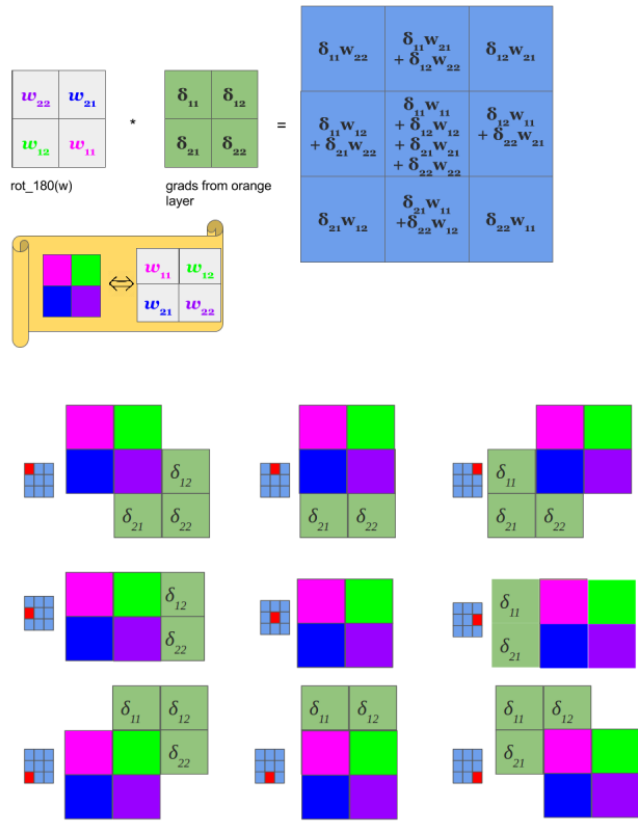 w₂₂ w₂₁
w₁₂ w₁₁
rot_180(w)
*
δ₁₁ δ₁₂
δ₂₁ δ₂₂
grads from orange
layer
=
δ₁₁w₂₂
δ₁₁w₂₁
+ δ₁₂w₂₂
δ₁₂w₂₁
δ₁₁w₁₂
+ δ₂₁w₂₂
δ₁₁w₁₁
+ δ₁₂w₁₂
+ δ₂₁w₂₁
+ δ₂₂w₂₂
δ₁₂w₁₁
+ δ₂₂w₂₁
δ₂₁w₁₂
δ₂₁w₁₁
+δ₂₂w₁₂
δ₂₂w₁₁
⇔
w₁₁ w₁₂
w₂₁ w₂₂
δ₁₂
δ₂₁ δ₂₂
δ₂₁ δ₂₂
δ₁₁
δ₂₁ δ₂₂
δ₁₂
δ₂₂
δ₁₁
δ₂₁
δ₁₁ δ₁₂
δ₂₂
δ₁₁ δ₁₂
δ₁₁ δ₁₂
δ₂₁